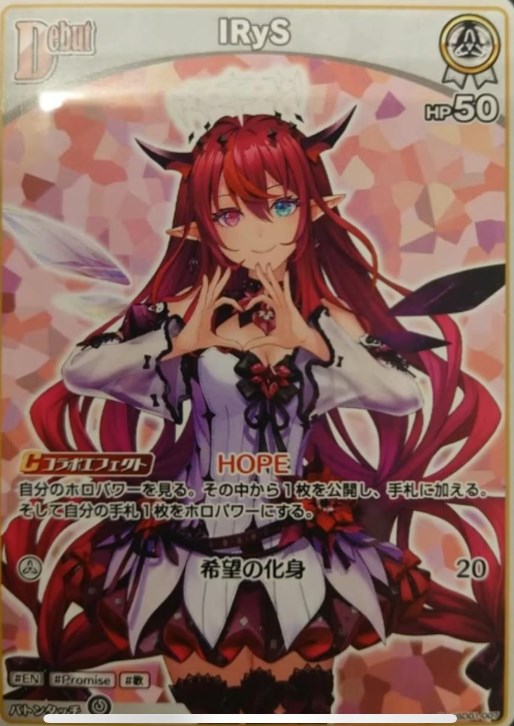 Debut
IRyS
HP50
コラボエフェクト HOPE
自分のホロパワーを見る。その中から1枚を公開し、手札に加える。
そして自分の手札1枚をホロパワーにする。
希望の化身 20
#EN #Promise #歌
バトンタッチ